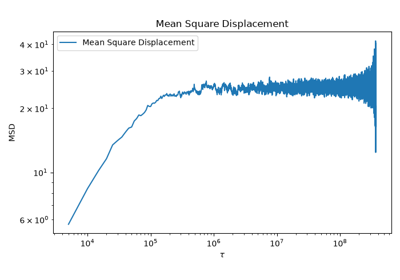 Mean Square Displacement
Mean Square Displacement
4 × 10¹
3 × 10¹
2 × 10¹
10¹
6 × 10⁰
MSD
10⁴ 10⁵ 10⁶ 10⁷ 10⁸
τ